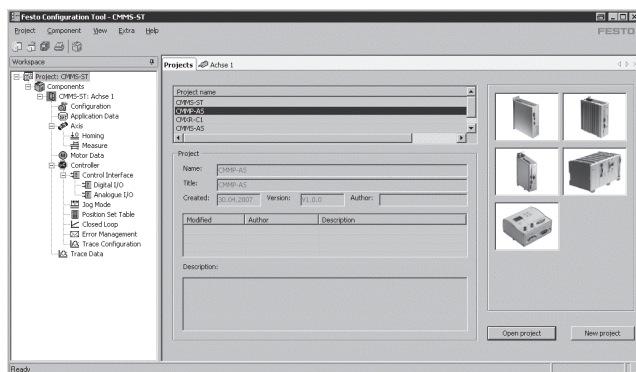 Festo Configuration Tool - CMMS-ST
Project Component View Extra Help
FESTO
Workspace
Project: CMMS-ST
Components
CMMS-ST: Achse 1
Configuration
Application Data
Axis
Homing
Measure
Motor Data
Controller
Control Interface
Digital I/O
Analogue I/O
Jog Mode
Position Set Table
Closed Loop
Error Management
Trace Configuration
Trace Data
Projects Achse 1
Project name
CMMS-ST
CMMP-AS
CMXR-C1
CMMS-AS
Project
Name: CMMP-AS
Title: CMMP-AS
Created: 30.04.2007 Version: V1.0.0 Author:
Modified Author Description
Description:
Open project New project
Ready